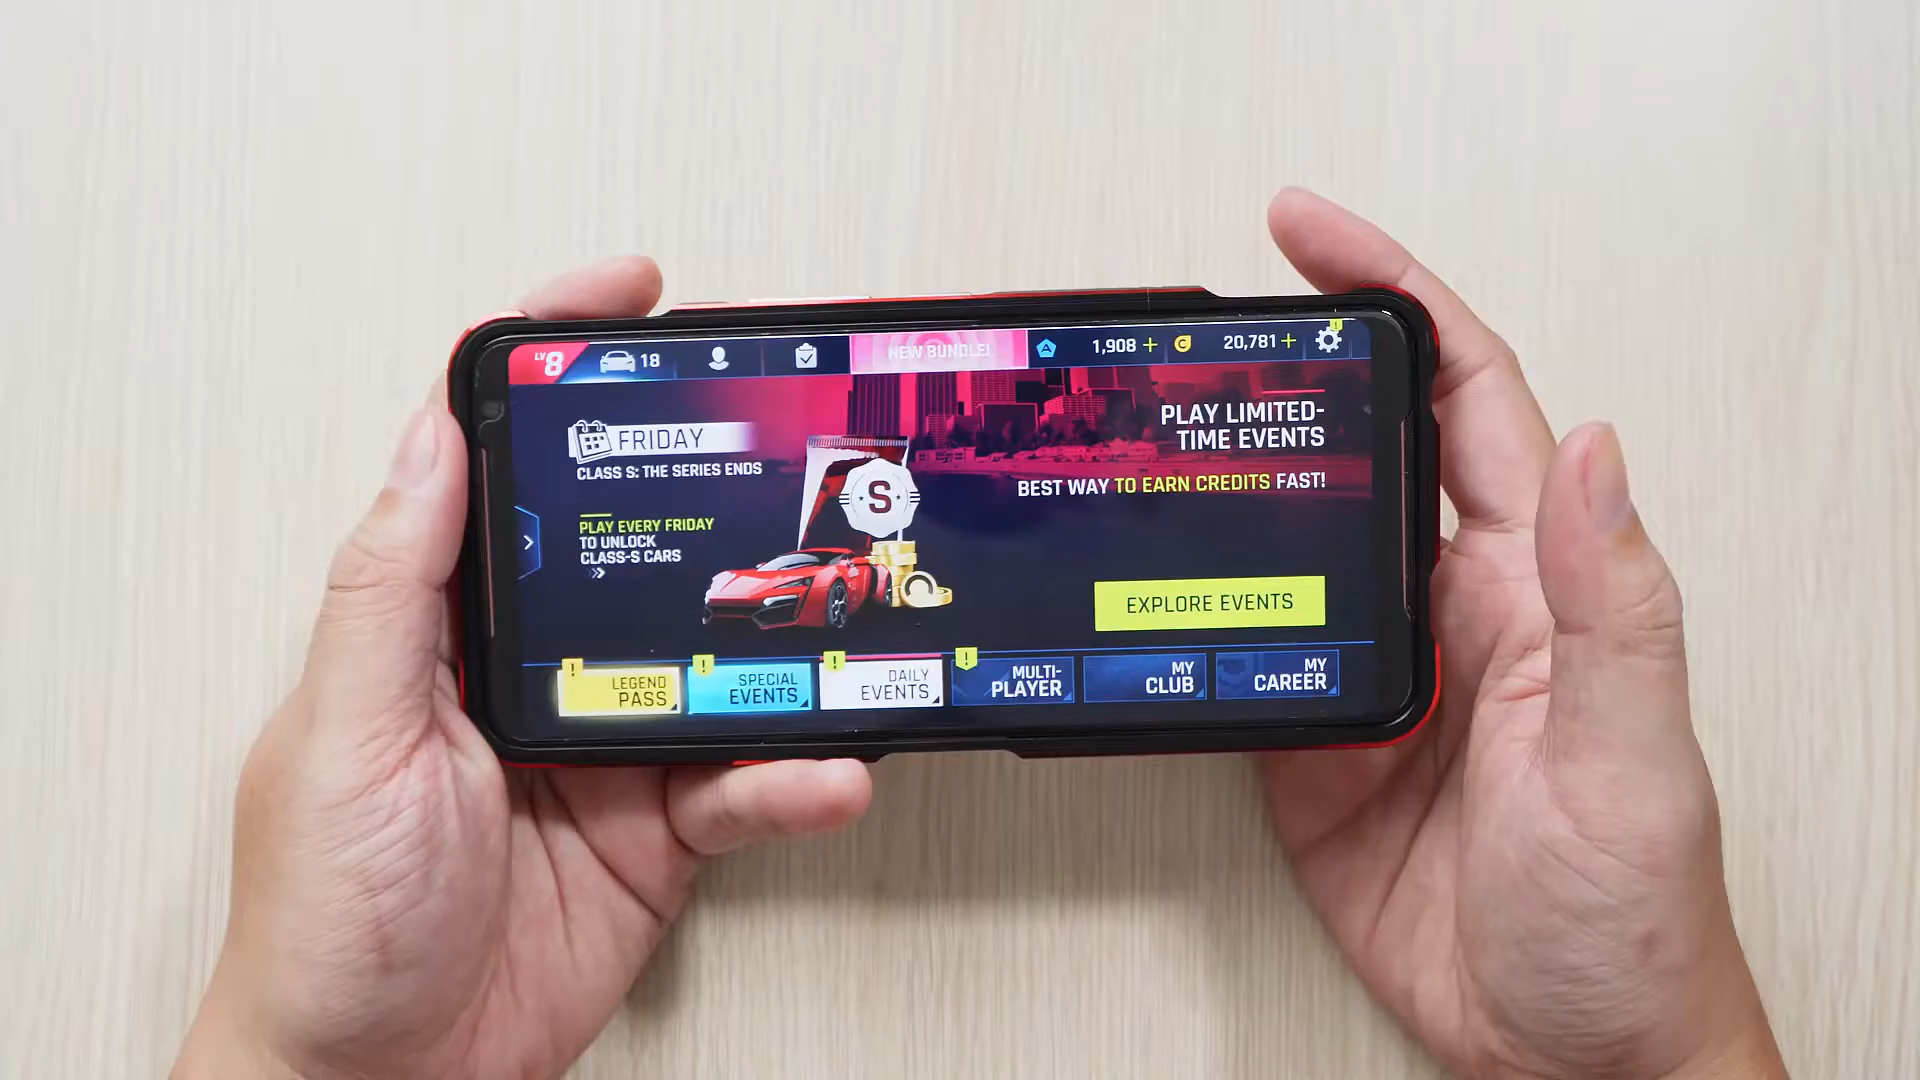 LV 8
18
NEW BUNDLE!
A
1,908 +
C
20,781 +
FRIDAY
CLASS S: THE SERIES ENDS
PLAY EVERY FRIDAY
TO UNLOCK
CLASS-S CARS
S
PLAY LIMITED-
TIME EVENTS
BEST WAY TO EARN CREDITS FAST!
EXPLORE EVENTS
! LEGEND
PASS
! SPECIAL
EVENTS
! DAILY
EVENTS
! MULTI-
PLAYER
MY
CLUB
MY
CAREER